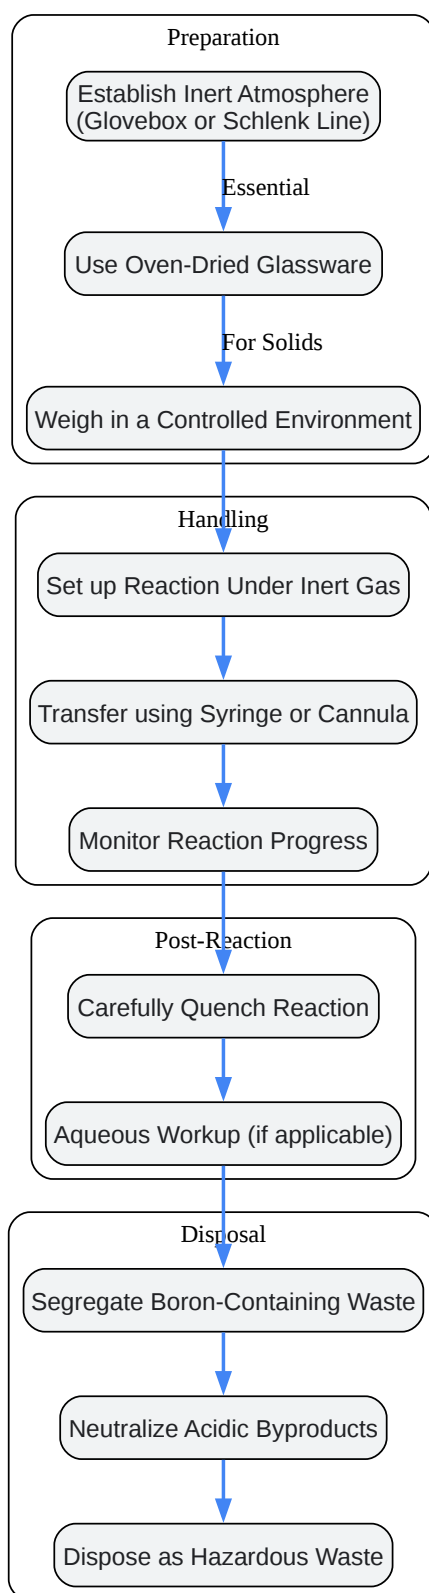 Preparation
Establish Inert Atmosphere
(Glovebox or Schlenk Line)
Essential
Use Oven-Dried Glassware
For Solids
Weigh in a Controlled Environment
Handling
Set up Reaction Under Inert Gas
Transfer using Syringe or Cannula
Monitor Reaction Progress
Post-Reaction
Carefully Quench Reaction
Aqueous Workup (if applicable)
Disposal
Segregate Boron-Containing Waste
Neutralize Acidic Byproducts
Dispose as Hazardous Waste